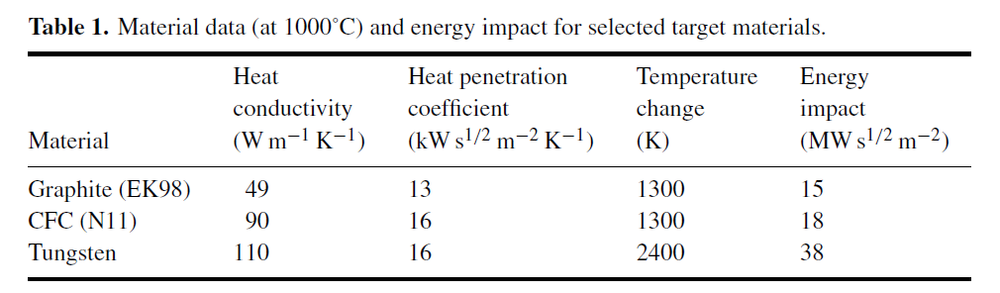 Table 1. Material data (at 1000°C) and energy impact for selected target materials.
Heat Heat penetration Temperature Energy
conductivity coefficient change impact
Material (W m−1 K−1) (kW s1/2 m−2 K−1) (K) (MW s1/2 m−2)
Graphite (EK98) 49 13 1300 15
CFC (N11) 90 16 1300 18
Tungsten 110 16 2400 38